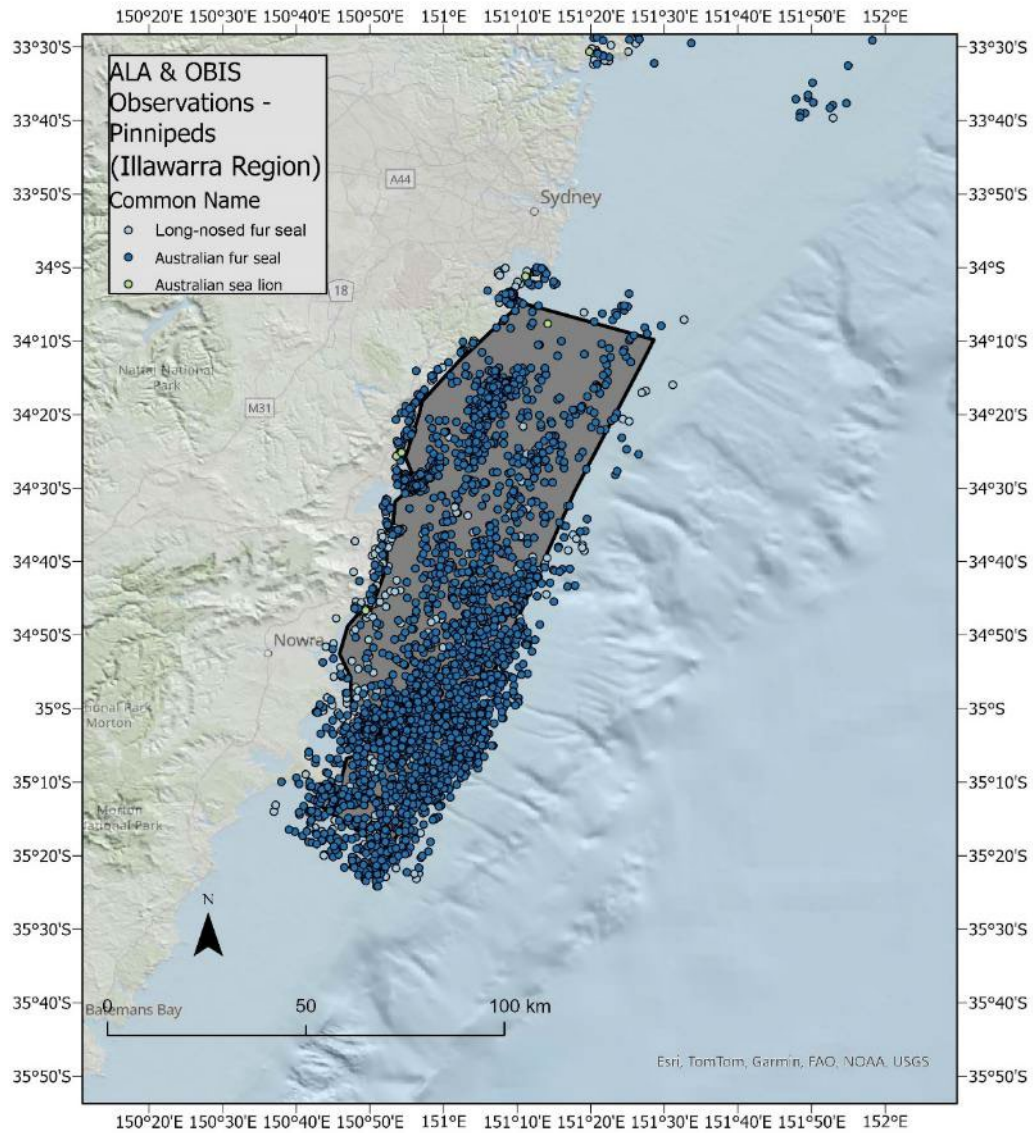 150°20'E 150°30'E 150°40'E 150°50'E 151°E 151°10'E 151°20'E 151°30'E 151°40'E 151°50'E 152°E
33°30'S 33°30'S
ALA & OBIS
Observations -
Pinnipeds
(Illawarra Region)
Common Name
Long-nosed fur seal
Australian fur seal
Australian sea lion
33°40'S 33°40'S
A44
33°50'S 33°50'S
Sydney
34°S 34°S
18
34°10'S 34°10'S
Nattai National
Park
M31
34°20'S 34°20'S
34°30'S 34°30'S
34°40'S 34°40'S
34°50'S 34°50'S
Nowra
35°S 35°S
Park
Morton
35°10'S 35°10'S
Morton
National Park
35°20'S 35°20'S
N
35°30'S 35°30'S
35°40'S 35°40'S
0 50 100 km
Batemans Bay
Esri, TomTom, Garmin, FAO, NOAA, USGS
35°50'S 35°50'S
150°20'E 150°30'E 150°40'E 150°50'E 151°E 151°10'E 151°20'E 151°30'E 151°40'E 151°50'E 152°E